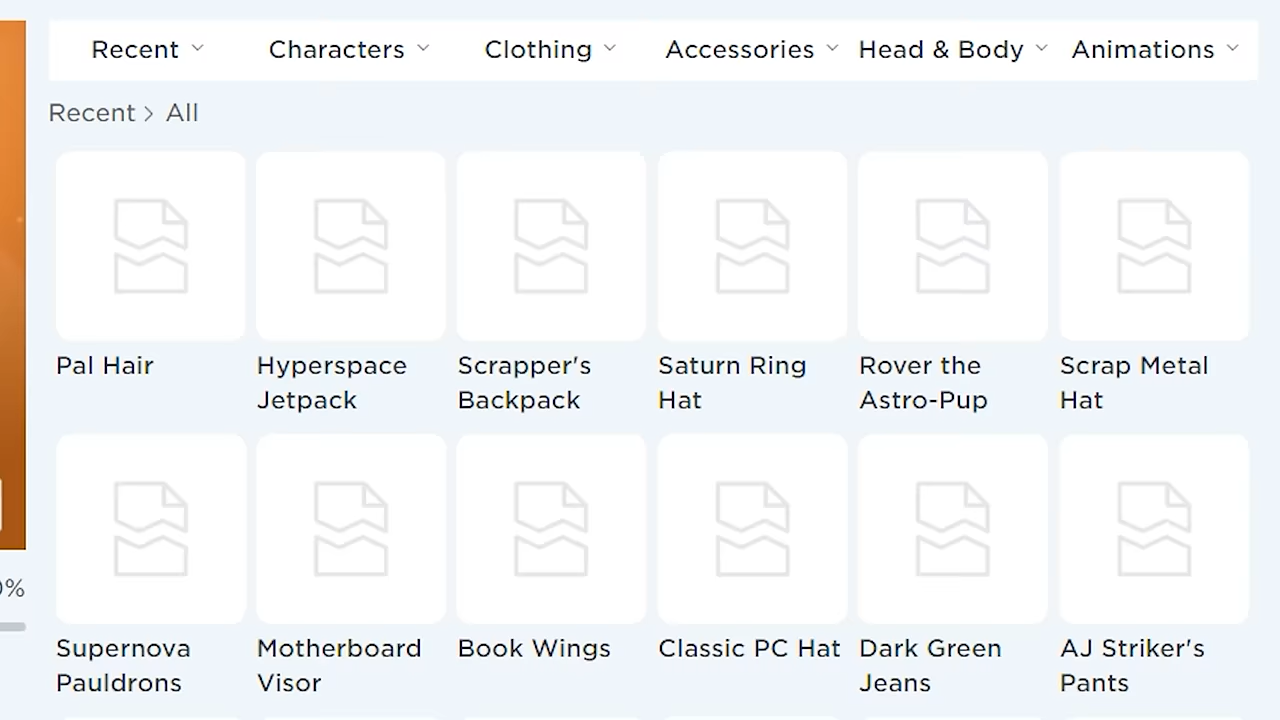 Recent Characters Clothing Accessories Head & Body Animations
Recent > All
Pal Hair
Hyperspace
Jetpack
Scrapper's
Backpack
Saturn Ring
Hat
Rover the
Astro-Pup
Scrap Metal
Hat
0%
Supernova
Pauldrons
Motherboard
Visor
Book Wings
Classic PC Hat
Dark Green
Jeans
AJ Striker's
Pants